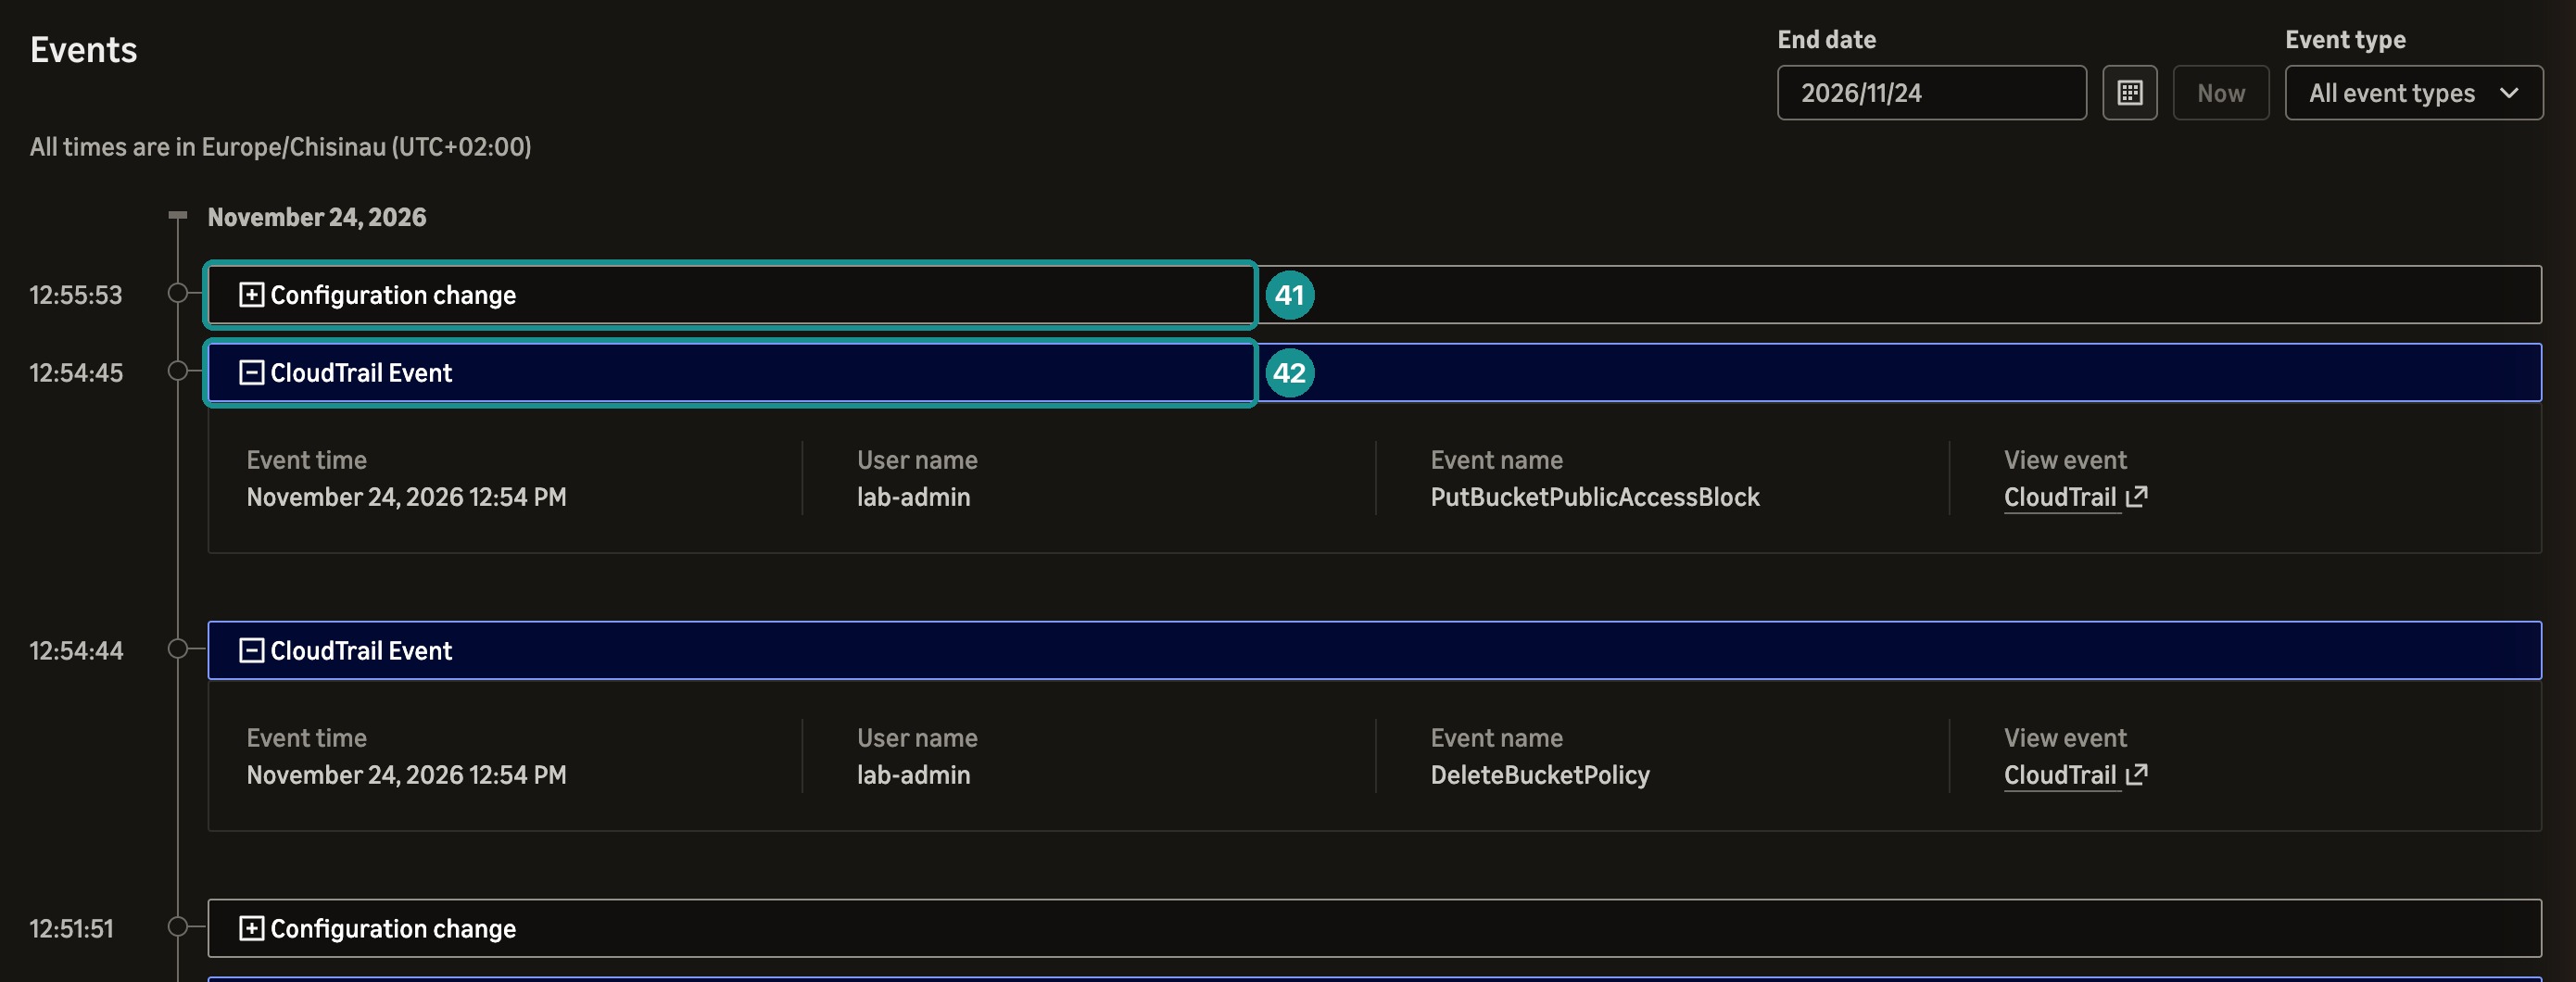 Events
End date
Event type
2026/11/24
Now
All event types
All times are in Europe/Chisinau (UTC+02:00)
November 24, 2026
12:55:53
Configuration change
41
12:54:45
CloudTrail Event
42
Event time
User name
Event name
View event
November 24, 2026 12:54 PM
lab-admin
PutBucketPublicAccessBlock
CloudTrail
12:54:44
CloudTrail Event
Event time
User name
Event name
View event
November 24, 2026 12:54 PM
lab-admin
DeleteBucketPolicy
CloudTrail
12:51:51
Configuration change